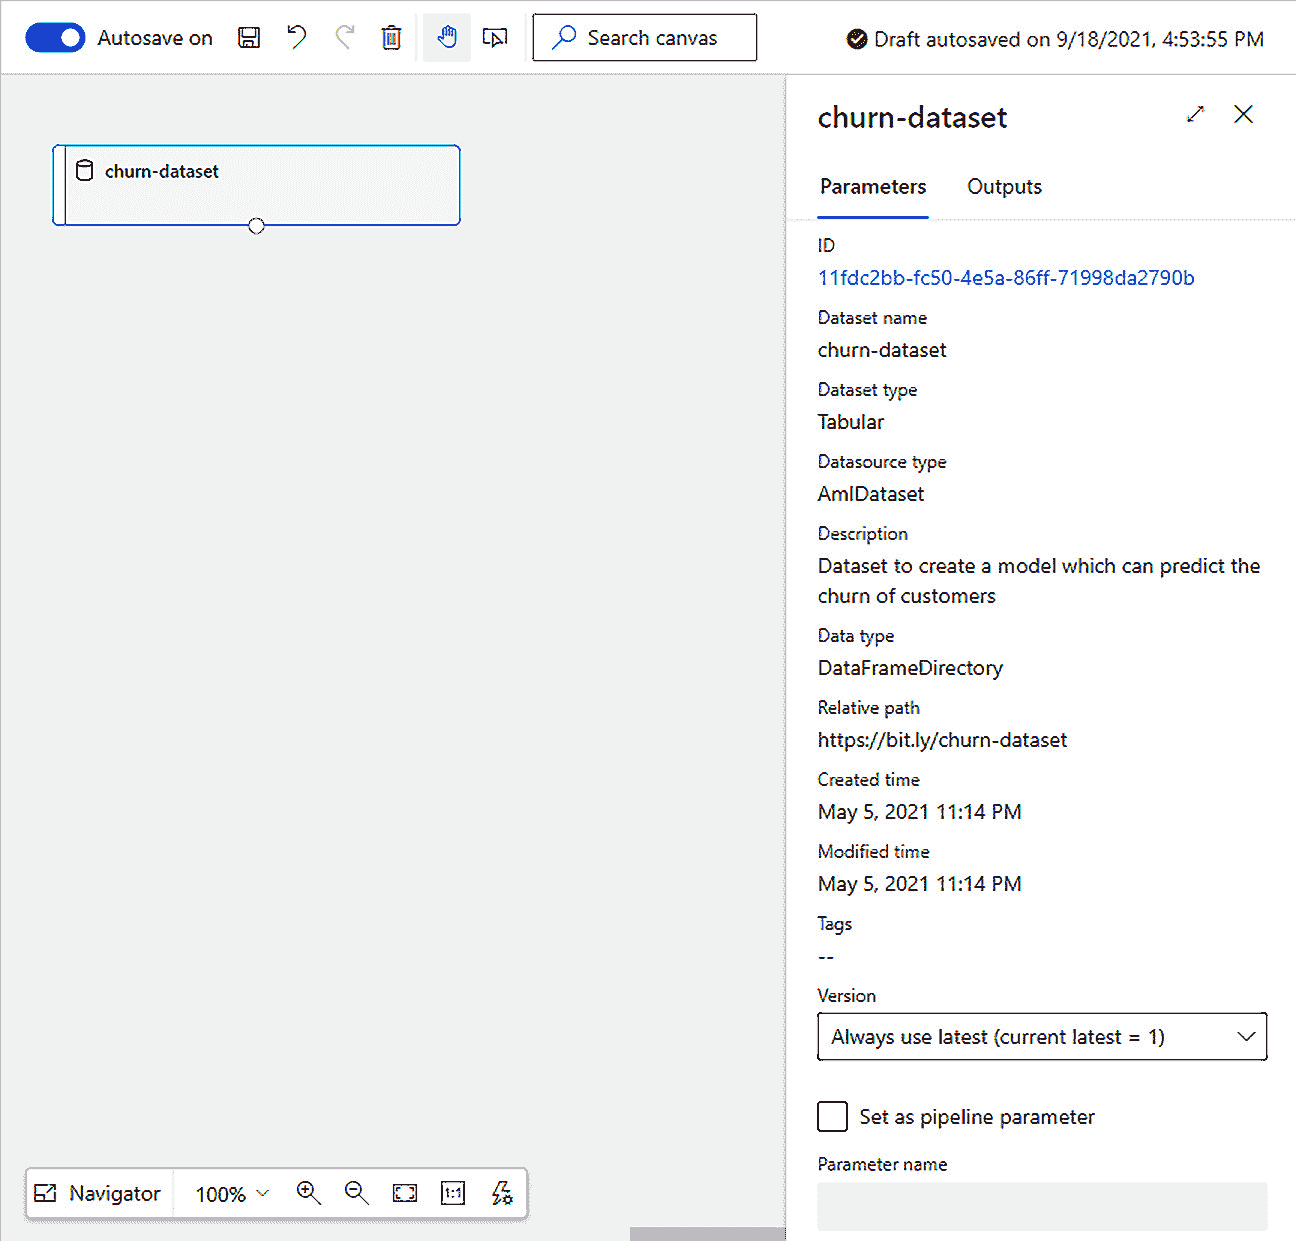 Autosave on
Search canvas
Draft autosaved on 9/18/2021, 4:53:55 PM
churn-dataset
churn-dataset
Parameters
Outputs
ID
11fdc2bb-fc50-4e5a-86ff-71998da2790b
Dataset name
churn-dataset
Dataset type
Tabular
Datasource type
AmlDataset
Description
Dataset to create a model which can predict the
churn of customers
Data type
DataFrameDirectory
Relative path
https://bit.ly/churn-dataset
Created time
May 5, 2021 11:14 PM
Modified time
May 5, 2021 11:14 PM
Tags
--
Version
Always use latest (current latest = 1)
Set as pipeline parameter
Parameter name
Navigator
100%
1:1